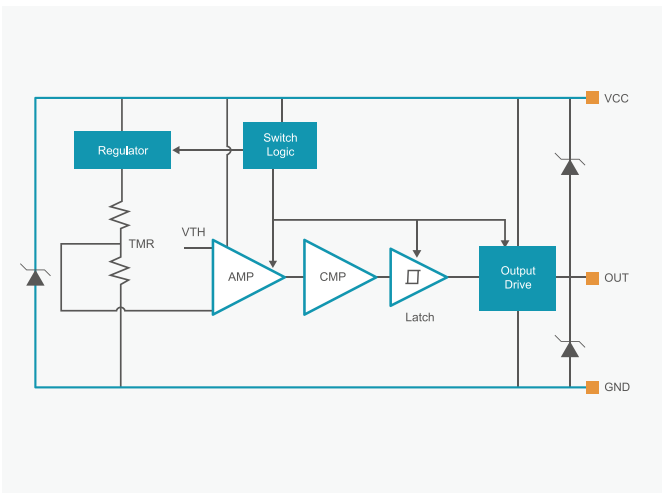 VCC
Switch
Logic
Regulator
VTH
TMR
AMP
CMP
Output
Drive
OUT
Latch
GND